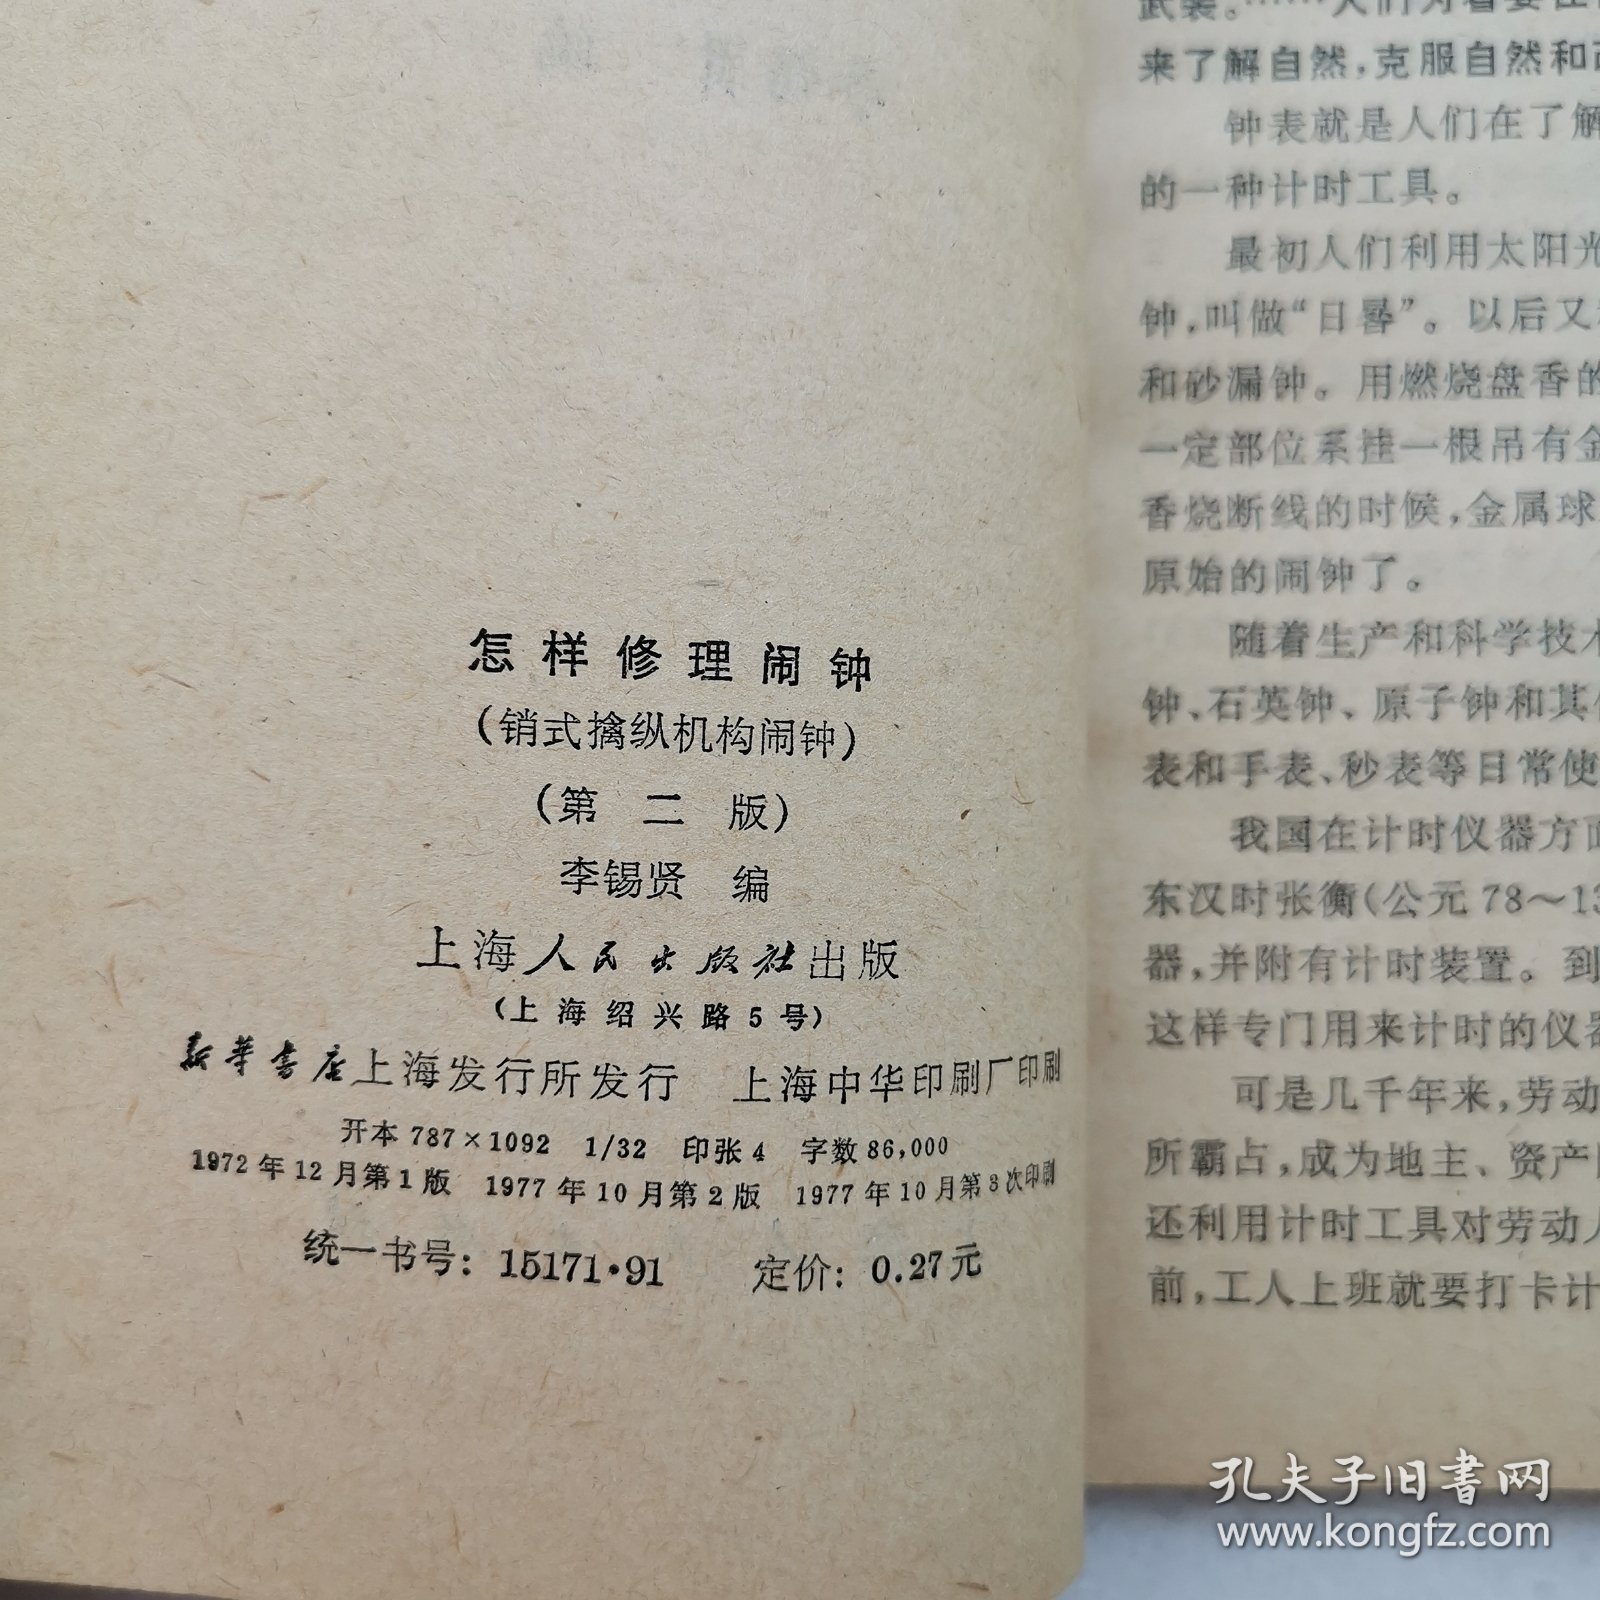 怎样修理闹钟
(销式擒纵机构闹钟)
(第二版)
李锡贤 编
上海人民出版社出版
(上海绍兴路5号)
新华书店上海发行所发行 上海中华印刷厂印刷
开本 787×1092 1/32 印张 4 字数 86,000
1972年12月第1版 1977年10月第2版 1977年10月第3次印刷
统一书号：15171·91 定价：0.27元
武装。……人们为着要在
来了解自然，克服自然和
钟表就是人们在了解
的一种计时工具。
最初人们利用太阳光
钟，叫做“日晷”。以后又
和砂漏钟。用燃烧盘香的
一定部位系挂一根吊有金
香烧断线的时候，金属球
原始的闹钟了。
随着生产和科学技术
钟、石英钟、原子钟和其他
表和手表、秒表等日常使
我国在计时仪器方面
东汉时张衡(公元78～13
器，并附有计时装置。到
这样专门用来计时的仪器
可是几千年来，劳动
所霸占，成为地主、资产
还利用计时工具对劳动人
前，工人上班就要打卡计
孔夫子旧书网
www.kongfz.com